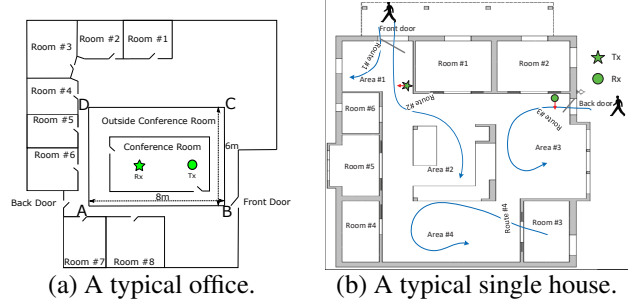 Room #3
Room #2
Room #1
Room #4
D
C
Outside Conference Room
Room #5
Conference Room
6m
Room #6
Rx
Tx
8m
Back Door
A
B
Front Door
Room #7
Room #8
(a) A typical office.
Front door
Route #1
Tx
Area #1
Room #1
Room #2
Rx
Route #2
Back door
Room #6
Route #3
Area #3
Room #5
Area #2
Room #4
Route #4
Room #3
Area #4
(b) A typical single house.